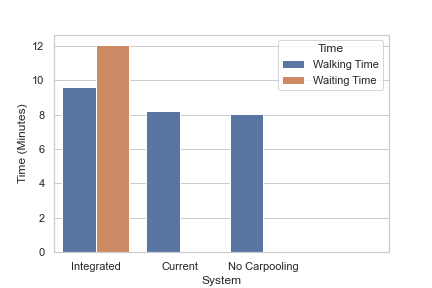 Time
Walking Time
Waiting Time
12
10
8
6
4
2
0
Time (Minutes)
Integrated Current No Carpooling
System